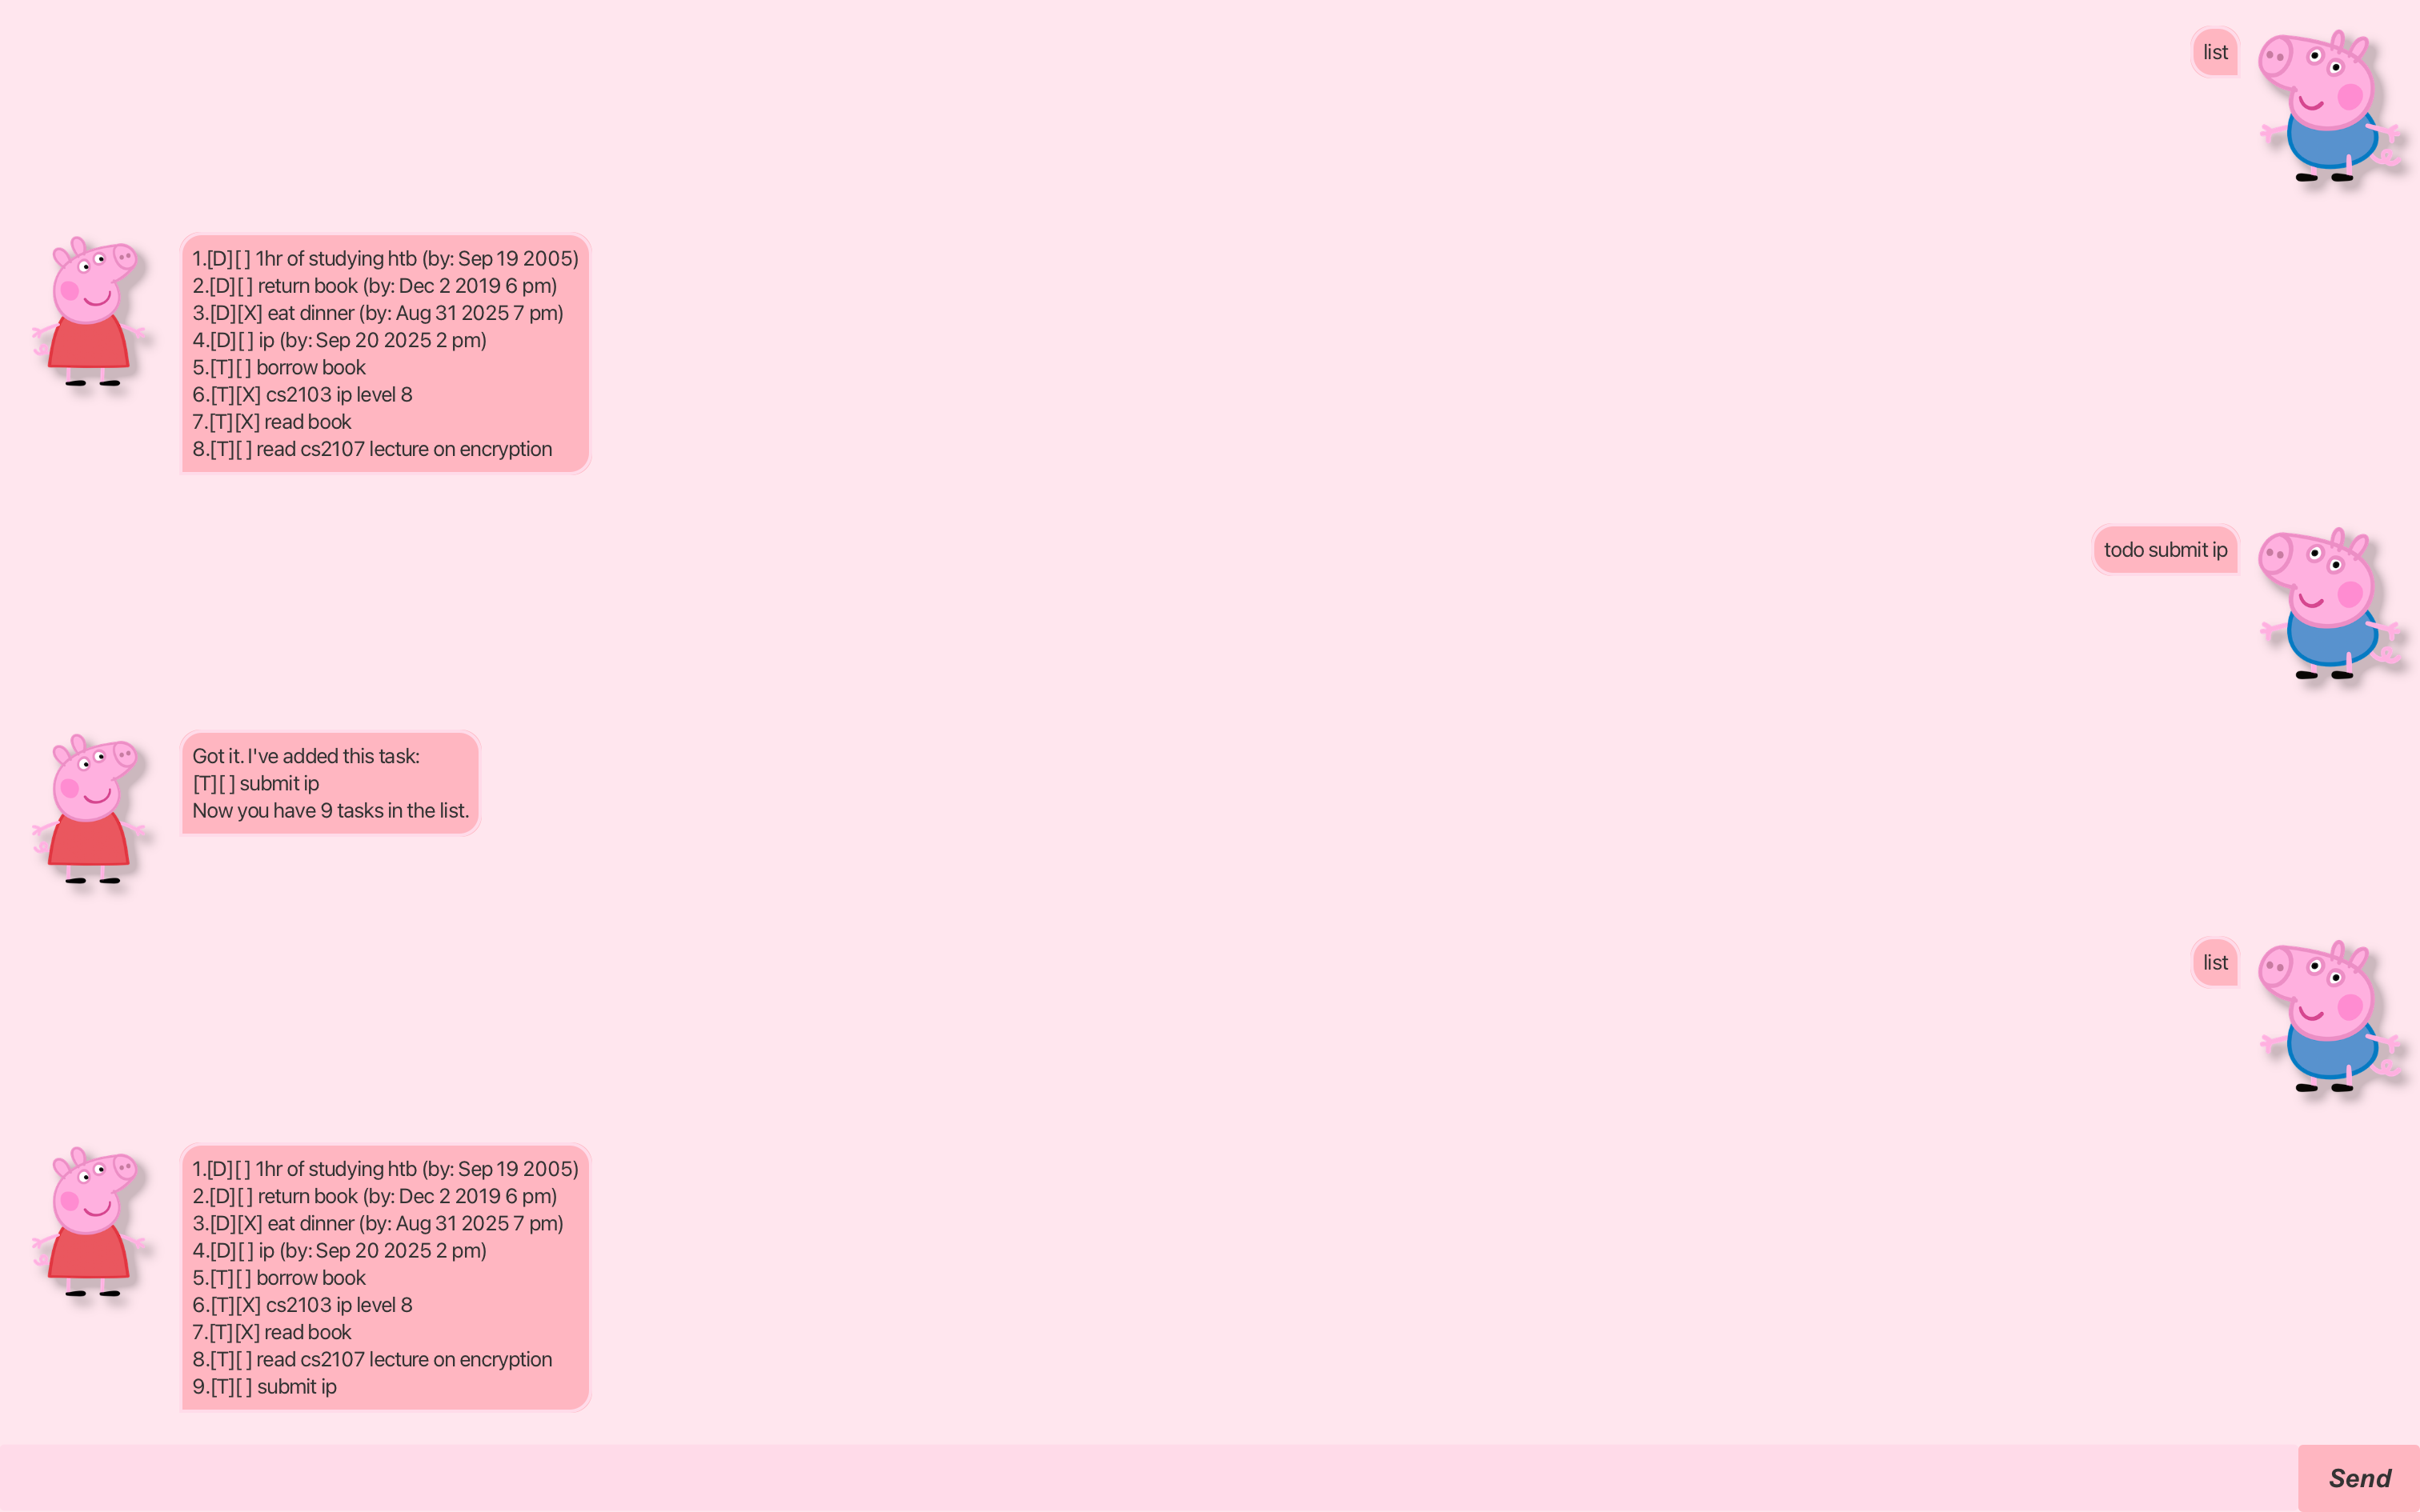 list
1.[D][ ] 1hr of studying htb (by: Sep 19 2005)
2.[D][ ] return book (by: Dec 2 2019 6 pm)
3.[D][X] eat dinner (by: Aug 31 2025 7 pm)
4.[D][ ] ip (by: Sep 20 2025 2 pm)
5.[T][ ] borrow book
6.[T][X] cs2103 ip level 8
7.[T][X] read book
8.[T][ ] read cs2107 lecture on encryption
todo submit ip
Got it. I've added this task:
[T][ ] submit ip
Now you have 9 tasks in the list.
list
1.[D][ ] 1hr of studying htb (by: Sep 19 2005)
2.[D][ ] return book (by: Dec 2 2019 6 pm)
3.[D][X] eat dinner (by: Aug 31 2025 7 pm)
4.[D][ ] ip (by: Sep 20 2025 2 pm)
5.[T][ ] borrow book
6.[T][X] cs2103 ip level 8
7.[T][X] read book
8.[T][ ] read cs2107 lecture on encryption
9.[T][ ] submit ip
Send